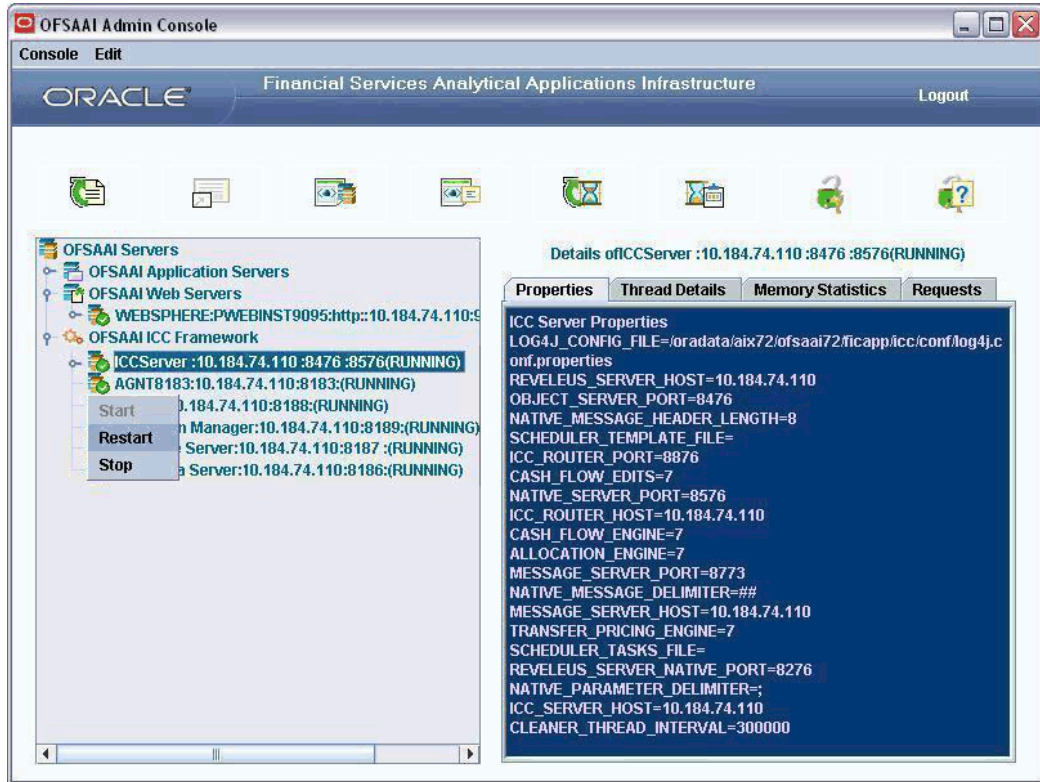 OFSAAI Admin Console
Console Edit
ORACLE
Financial Services Analytical Applications Infrastructure
Logout
OFSAAI Servers
OFSAAI Application Servers
OFSAAI Web Servers
WEBSPHERE:PWEBINST9095:http::10.184.74.110:9
OFSAAI ICC Framework
ICCServer :10.184.74.110 :8476 :8576(RUNNING)
AGNT8183:10.184.74.110:8183:(RUNNING)
0.184.74.110:8188:(RUNNING)
n Manager:10.184.74.110:8189:(RUNNING)
Server:10.184.74.110:8187 :(RUNNING)
a Server:10.184.74.110:8186:(RUNNING)
Start
Restart
Stop
Details ofICCServer :10.184.74.110 :8476 :8576(RUNNING)
Properties Thread Details Memory Statistics Requests
ICC Server Properties
LOG4J_CONFIG_FILE=/oradata/aix72/ofsaai72/ficapp/icc/conf/log4j.c
onf.properties
REVELEUS_SERVER_HOST=10.184.74.110
OBJECT_SERVER_PORT=8476
NATIVE_MESSAGE_HEADER_LENGTH=8
SCHEDULER_TEMPLATE_FILE=
ICC_ROUTER_PORT=8876
CASH_FLOW_EDITS=7
NATIVE_SERVER_PORT=8576
ICC_ROUTER_HOST=10.184.74.110
CASH_FLOW_ENGINE=7
ALLOCATION_ENGINE=7
MESSAGE_SERVER_PORT=8773
NATIVE_MESSAGE_DELIMITER=##
MESSAGE_SERVER_HOST=10.184.74.110
TRANSFER_PRICING_ENGINE=7
SCHEDULER_TASKS_FILE=
REVELEUS_SERVER_NATIVE_PORT=8276
NATIVE_PARAMETER_DELIMITER=;
ICC_SERVER_HOST=10.184.74.110
CLEANER_THREAD_INTERVAL=300000